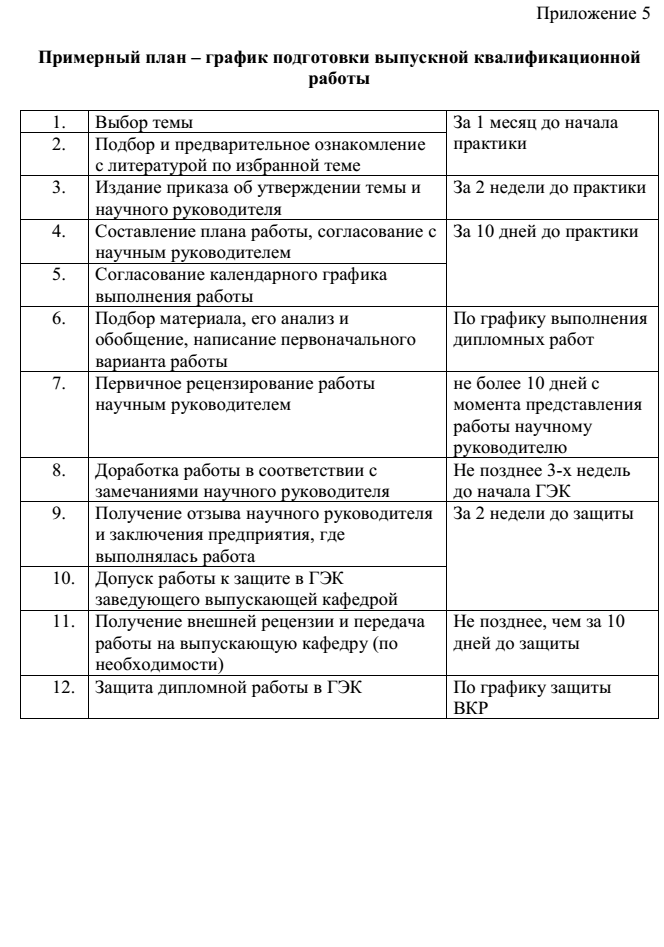 Приложение 5
Примерный план – график подготовки выпускной квалификационной
работы
1. Выбор темы За 1 месяц до начала
практики
2. Подбор и предварительное ознакомление
с литературой по избранной теме
3. Издание приказа об утверждении темы и За 2 недели до практики
научного руководителя
4. Составление плана работы, согласование с За 10 дней до практики
научным руководителем
5. Согласование календарного графика
выполнения работы
6. Подбор материала, его анализ и По графику выполнения
обобщение, написание первоначального дипломных работ
варианта работы
7. Первичное рецензирование работы не более 10 дней с
научным руководителем момента представления
работы научному
руководителю
8. Доработка работы в соответствии с Не позднее 3-х недель
замечаниями научного руководителя до начала ГЭК
9. Получение отзыва научного руководителя За 2 недели до защиты
и заключения предприятия, где
выполнялась работа
10. Допуск работы к защите в ГЭК
заведующего выпускающей кафедрой
11. Получение внешней рецензии и передача Не позднее, чем за 10
работы на выпускающую кафедру (по дней до защиты
необходимости)
12. Защита дипломной работы в ГЭК По графику защиты
ВКР